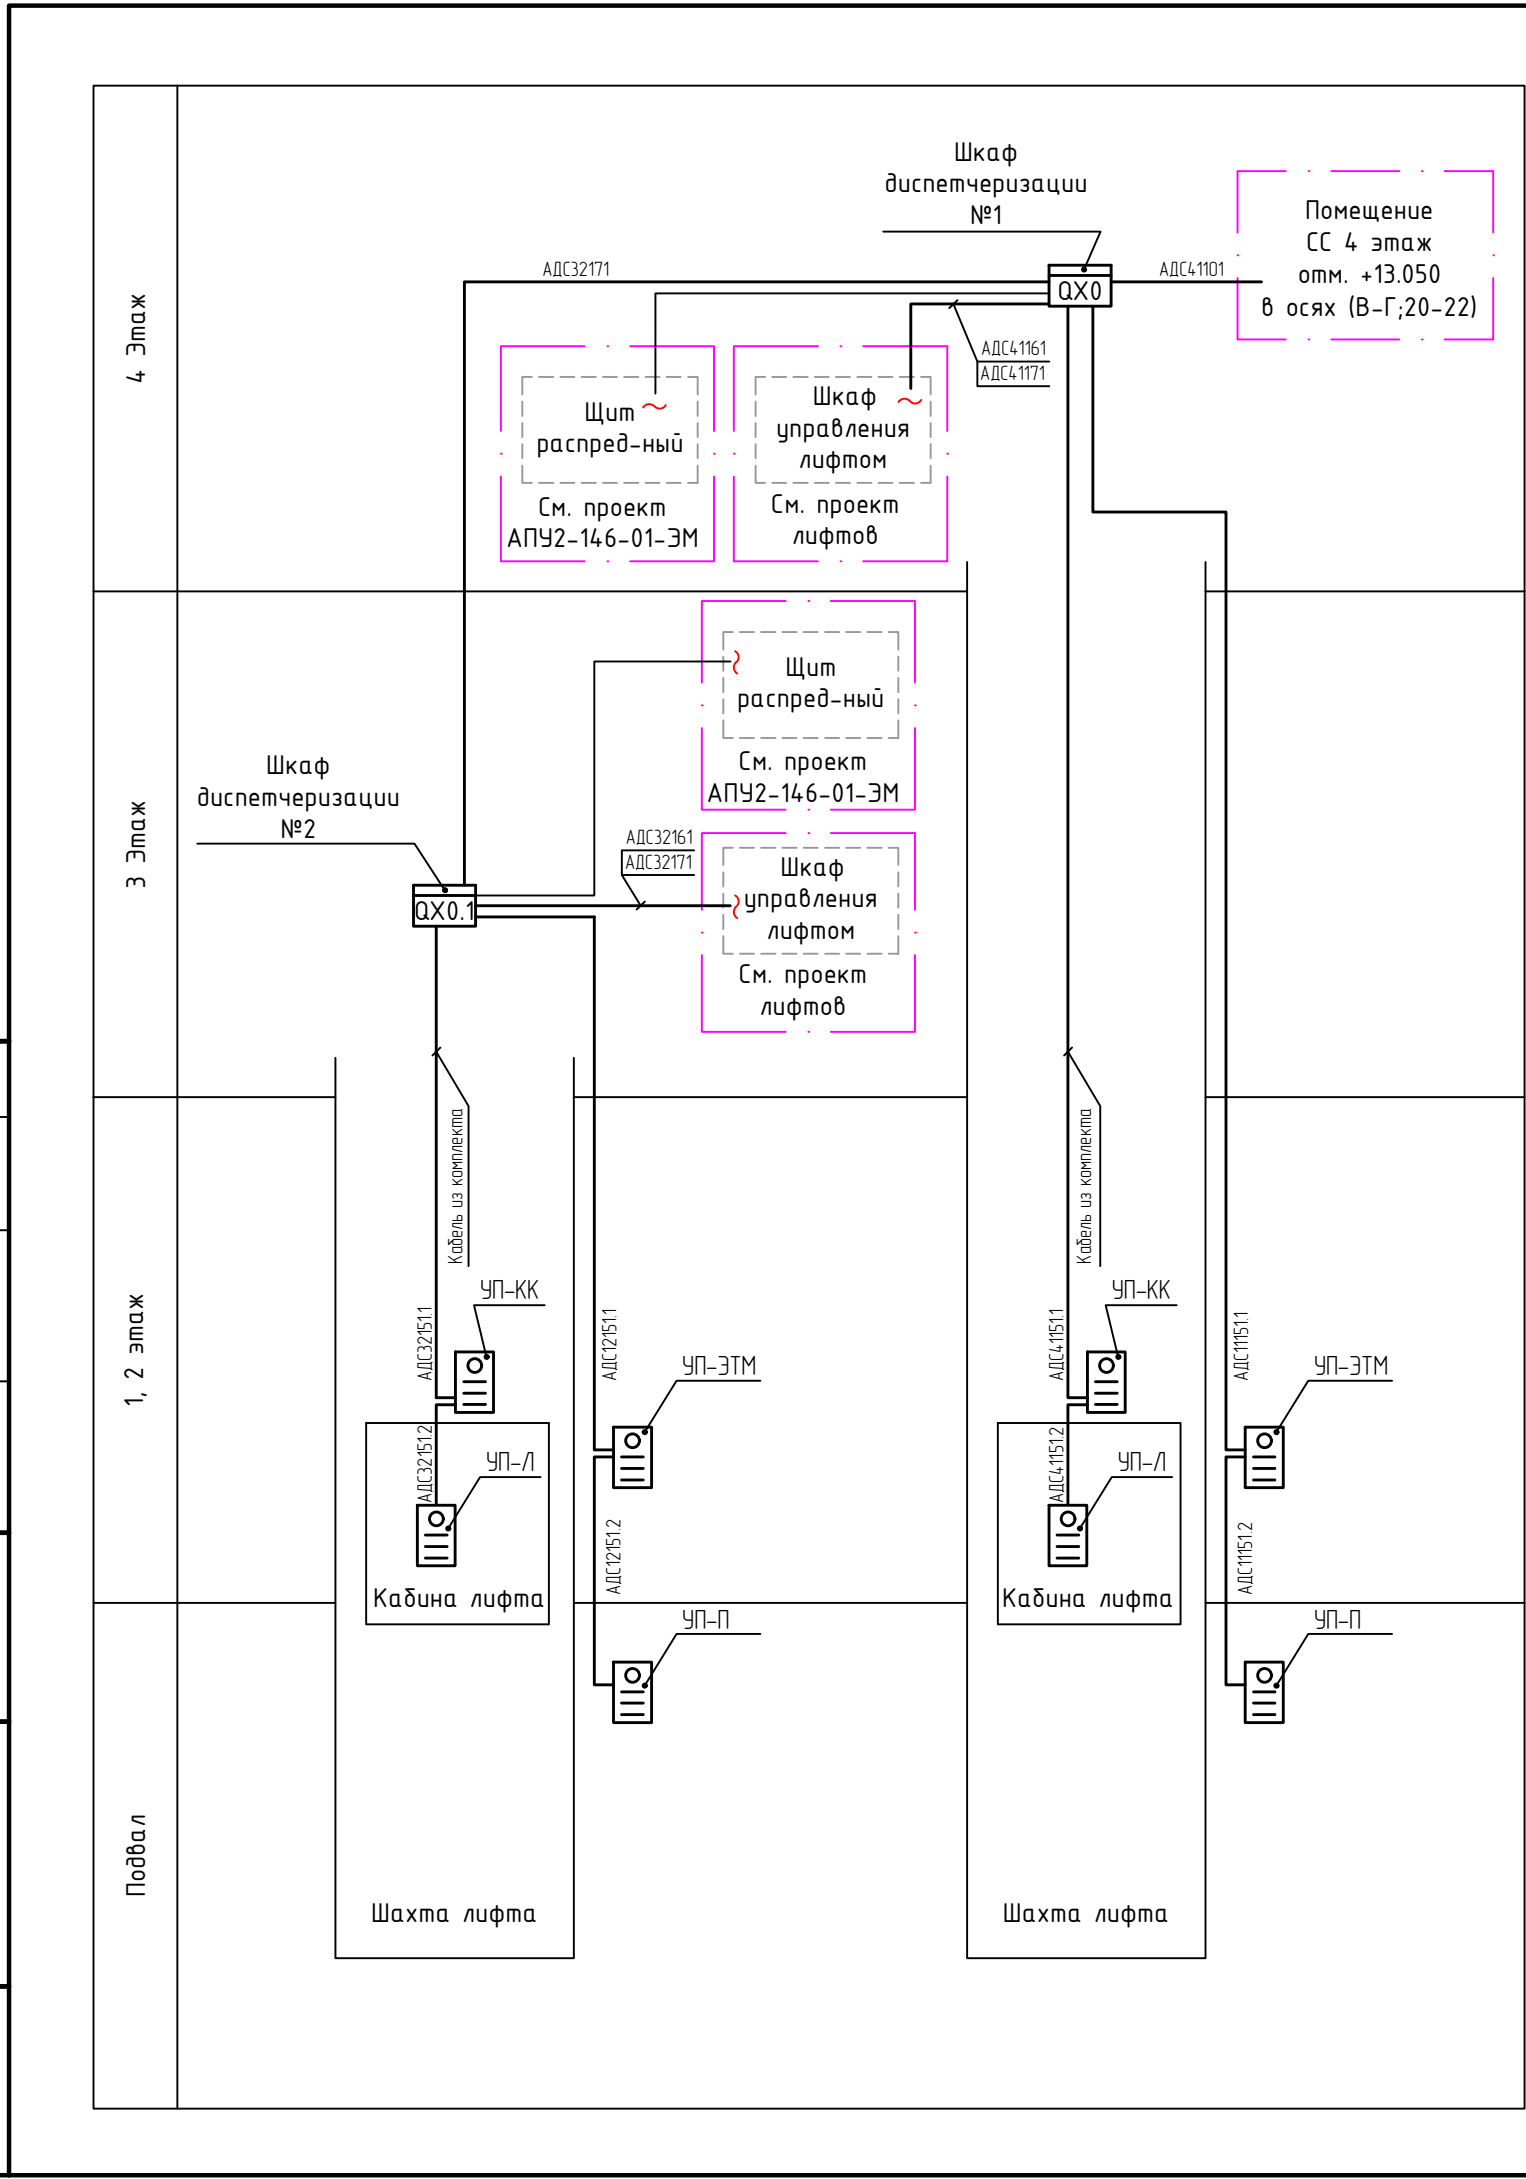 4 Этаж
Шкаф
диспетчеризации
№1
QX0
АДС32171
АДС41101
Помещение
СС 4 этаж
отм. +13.050
в осях (В-Г;20-22)
АДС41161
АДС41171
Щит
распред-ный
См. проект
АПУ2-146-01-ЭМ
Шкаф
управления
лифтом
См. проект
лифтов
3 Этаж
Щит
распред-ный
См. проект
АПУ2-146-01-ЭМ
Шкаф
диспетчеризации
№2
QX0.1
АДС32161
АДС32171
Шкаф
управления
лифтом
См. проект
лифтов
1, 2 этаж
Кабель из комплекта
АДС32151.1
УП-КК
АДС32151.2
УП-Л
Кабина лифта
АДС12151.1
УП-ЭТМ
АДС12151.2
Кабель из комплекта
АДС41151.1
УП-КК
АДС41151.2
УП-Л
Кабина лифта
АДС11151.1
УП-ЭТМ
АДС11151.2
Подвал
УП-П
УП-П
Шахта лифта
Шахта лифта